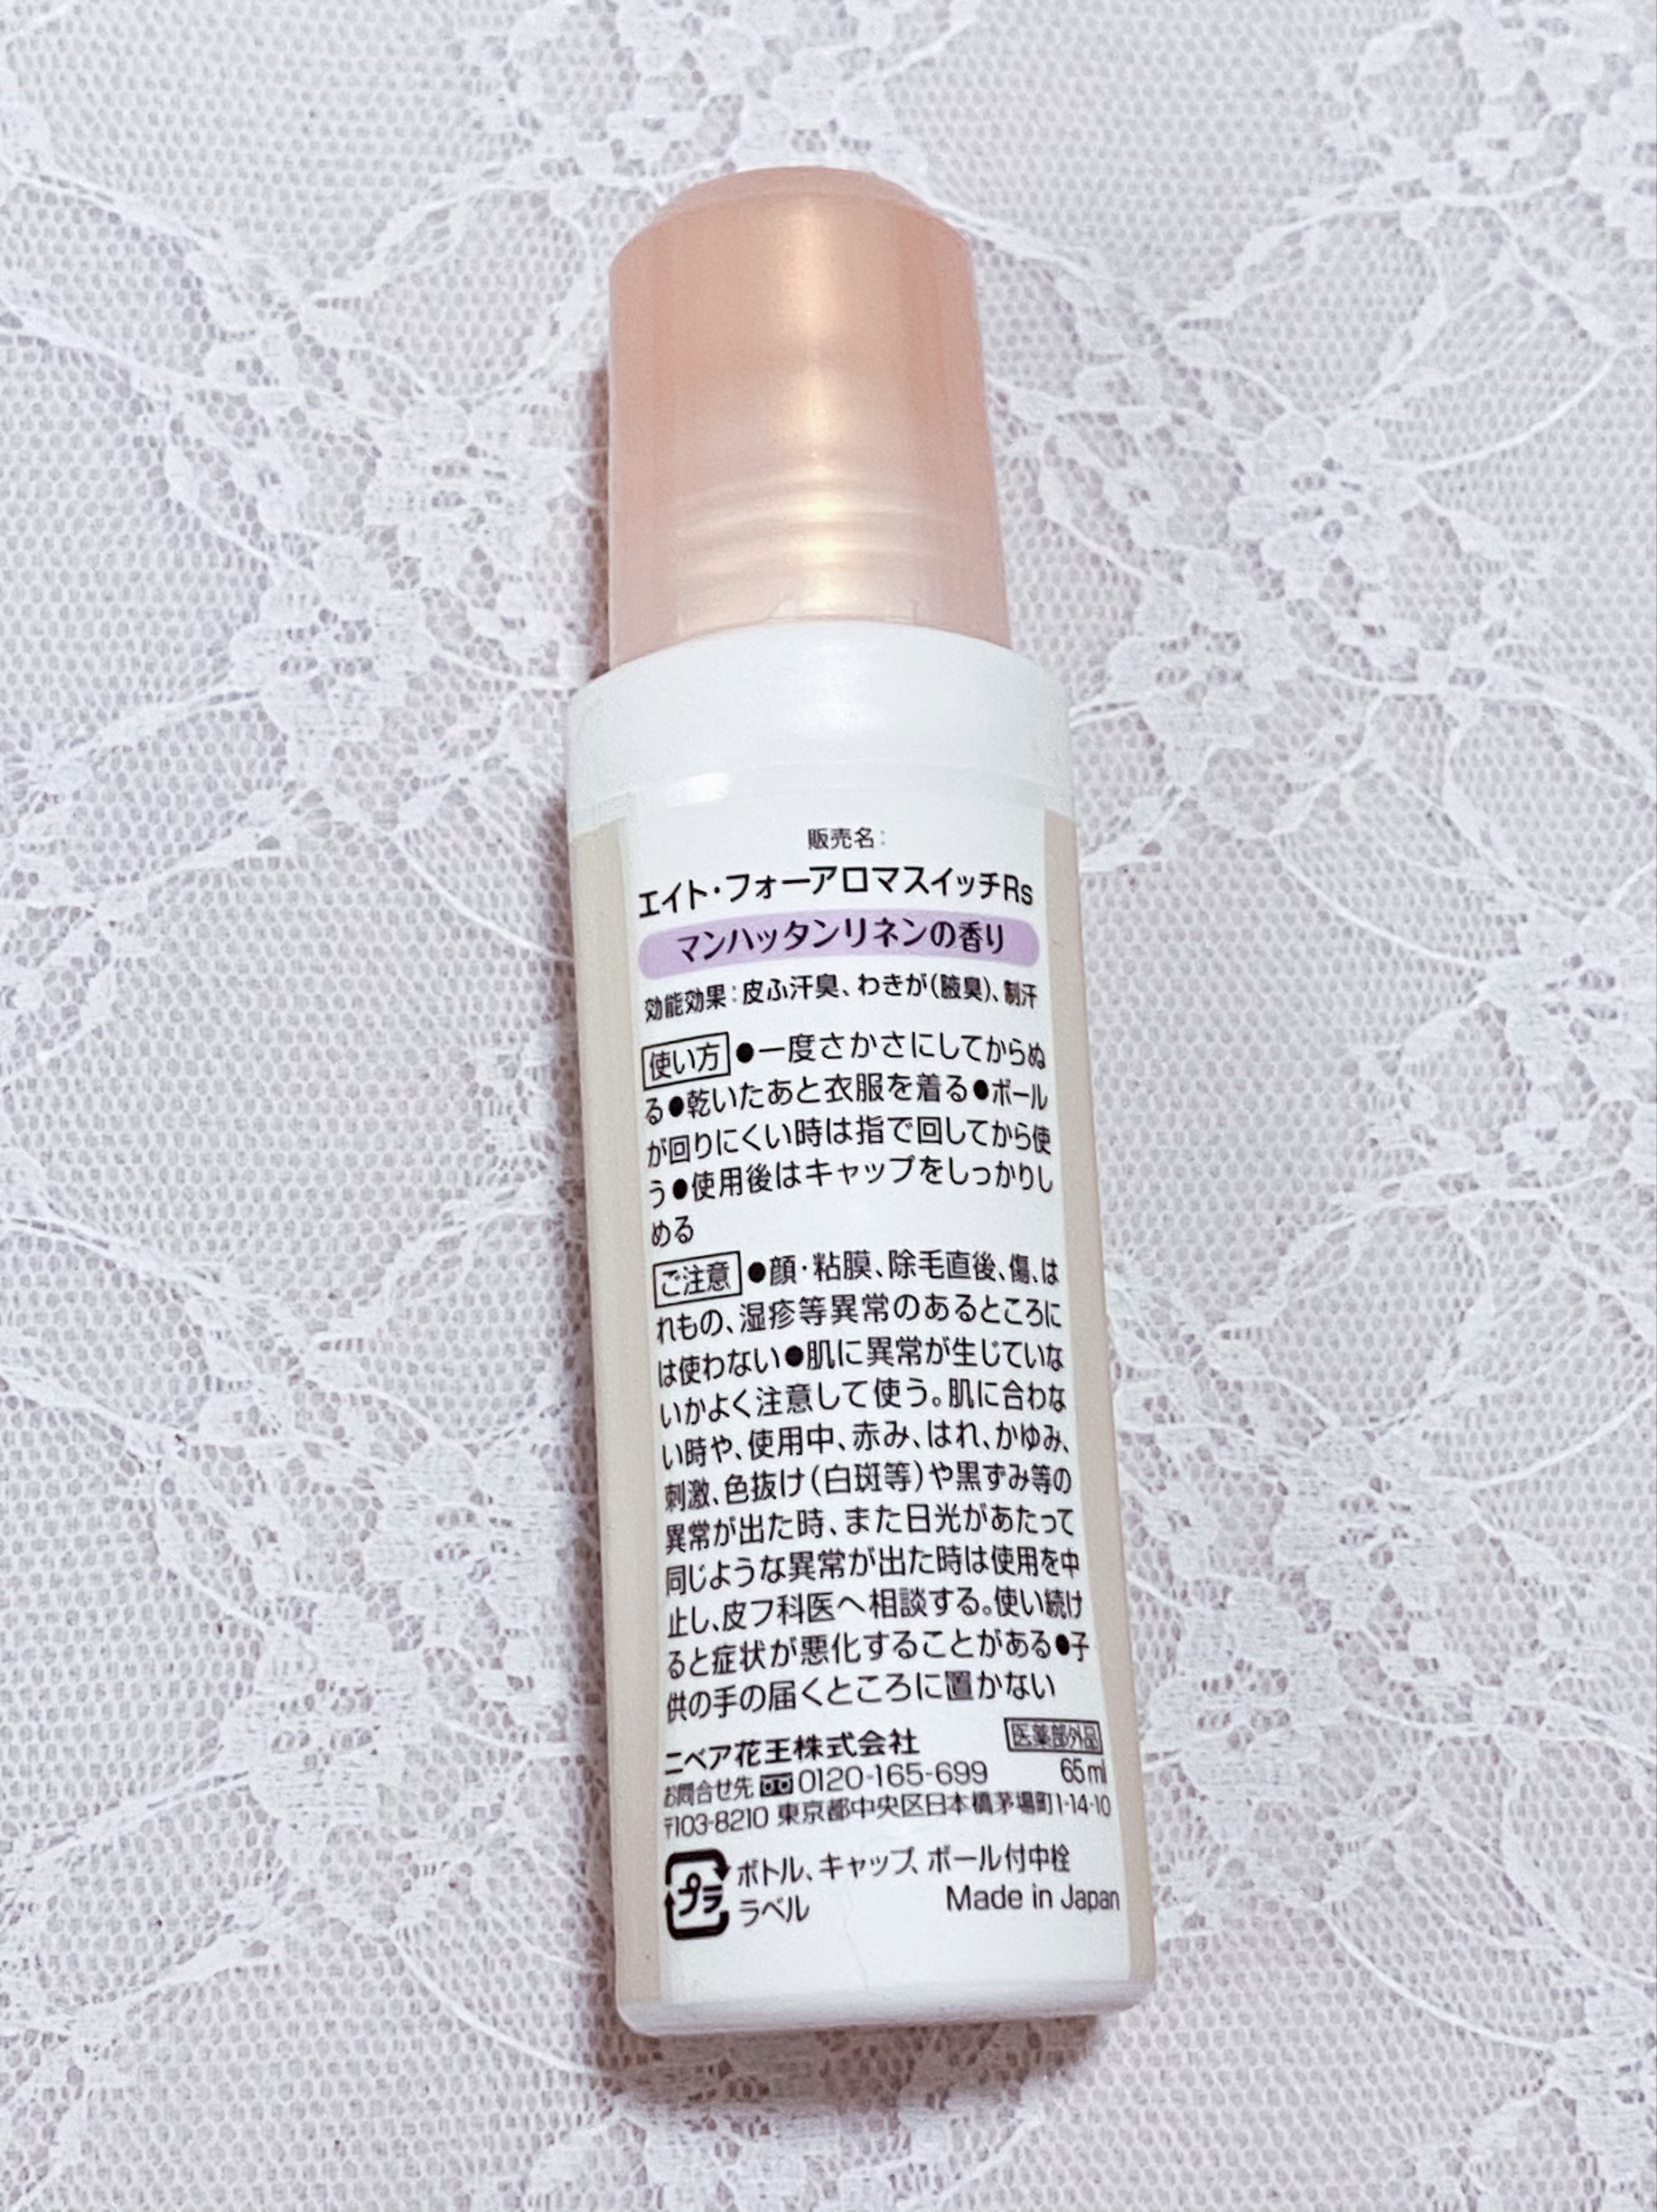 販売名:
エイト・フォーアロマスイッチRs
マンハッタンリネンの香り
効能効果:皮ふ汗臭、わきが(腋臭)、制汗
使い方 ●一度さかさにしてからぬ
る●乾いたあと衣服を着る●ボール
が回りにくい時は指で回してから使
う●使用後はキャップをしっかりし
める
ご注意 ●顔・粘膜、除毛直後、傷、は
れもの、湿疹等異常のあるところに
は使わない●肌に異常が生じていな
いかよく注意して使う。肌に合わな
い時や、使用中、赤み、はれ、かゆみ、
刺激、色抜け(白斑等)や黒ずみ等の
異常が出た時、また日光があたって
同じような異常が出た時は使用を中
止し、皮フ科医へ相談する。使い続け
ると症状が悪化することがある●子
供の手の届くところに置かない
ニベア花王株式会社 医薬部外品
お問合せ先 0120-165-699 65ml
〒103-8210 東京都中央区日本橋茅場町1-14-10
プラ ボトル、キャップ、ボール付中栓
ラベル Made in Japan